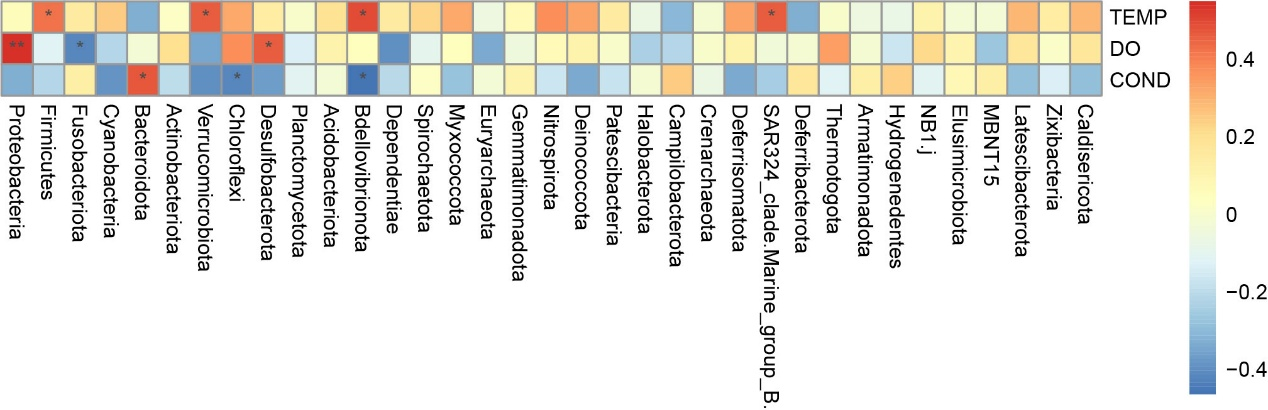 * * * * TEMP
** * * DO
* * * COND
Proteobacteria
Firmicutes
Fusobacteriota
Cyanobacteria
Bacteroidota
Actinobacteriota
Verrucomicrobiota
Chloroflexi
Desulfobacterota
Planctomycetota
Acidobacteriota
Bdellovibrionota
Dependentiae
Spirochaetota
Myxococcota
Euryarchaeota
Gemmatimonadota
Nitrospirota
Deinococcota
Patescibacteria
Halobacterota
Campilobacterota
Crenarchaeota
Deferrisomatota
SAR324_clade.Marine_group_B.
Deferribacterota
Thermotogota
Armatimonadota
Hydrogenedentes
NB1.j
Elusimicrobiota
MBNT15
Latescibacterota
Zixibacteria
Caldisericota
0.4
0.2
0
−0.2
−0.4